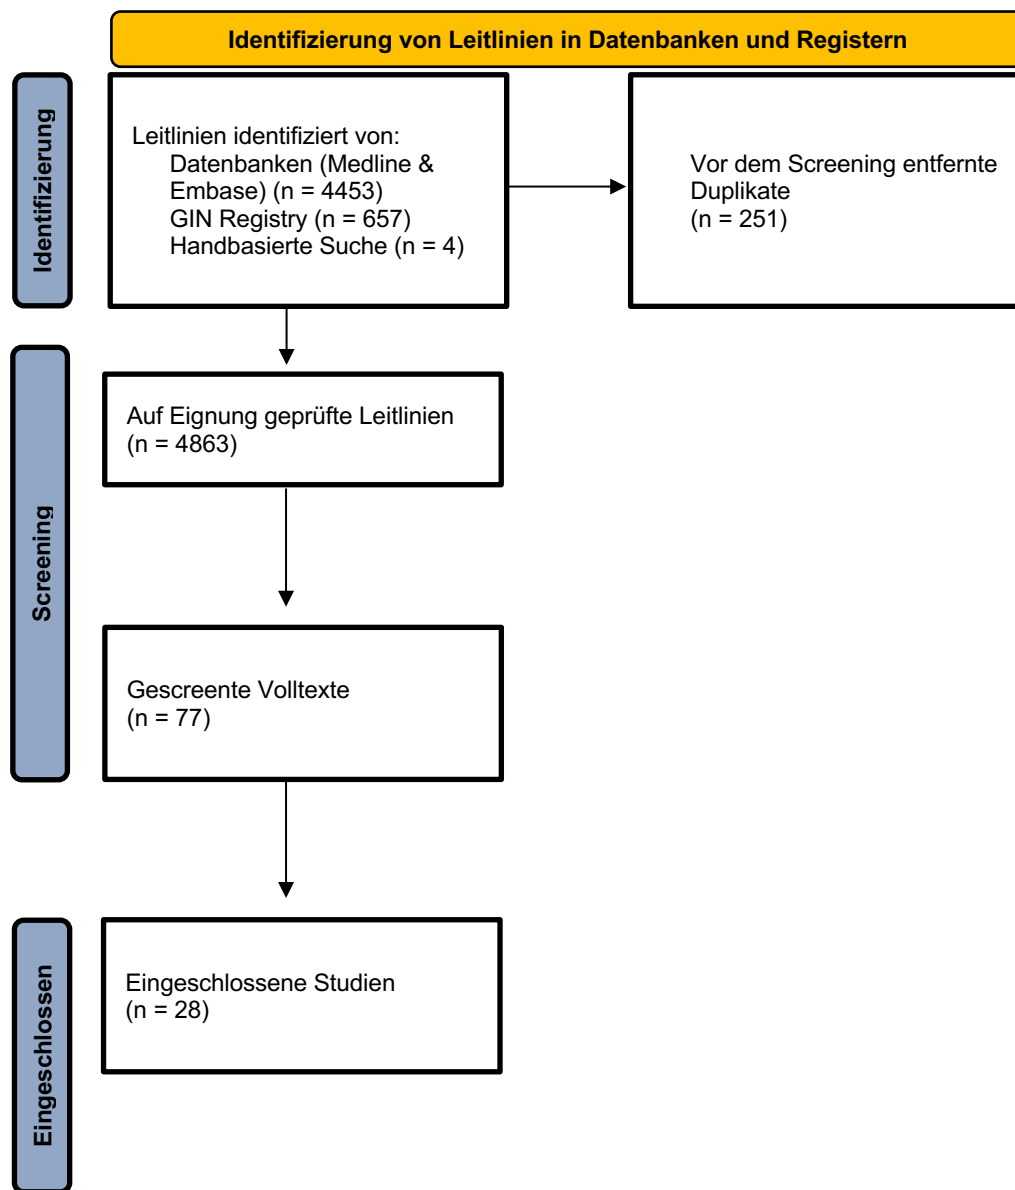 Identifizierung von Leitlinien in Datenbanken und Registern
Identifizierung
Leitlinien identifiziert von:
Datenbanken (Medline &
Embase) (n = 4453)
GIN Registry (n = 657)
Handbasierte Suche (n = 4)
Vor dem Screening entfernte
Duplikate
(n = 251)
Screening
Auf Eignung geprüfte Leitlinien
(n = 4863)
Gescreente Volltexte
(n = 77)
Eingeschlossen
Eingeschlossene Studien
(n = 28)